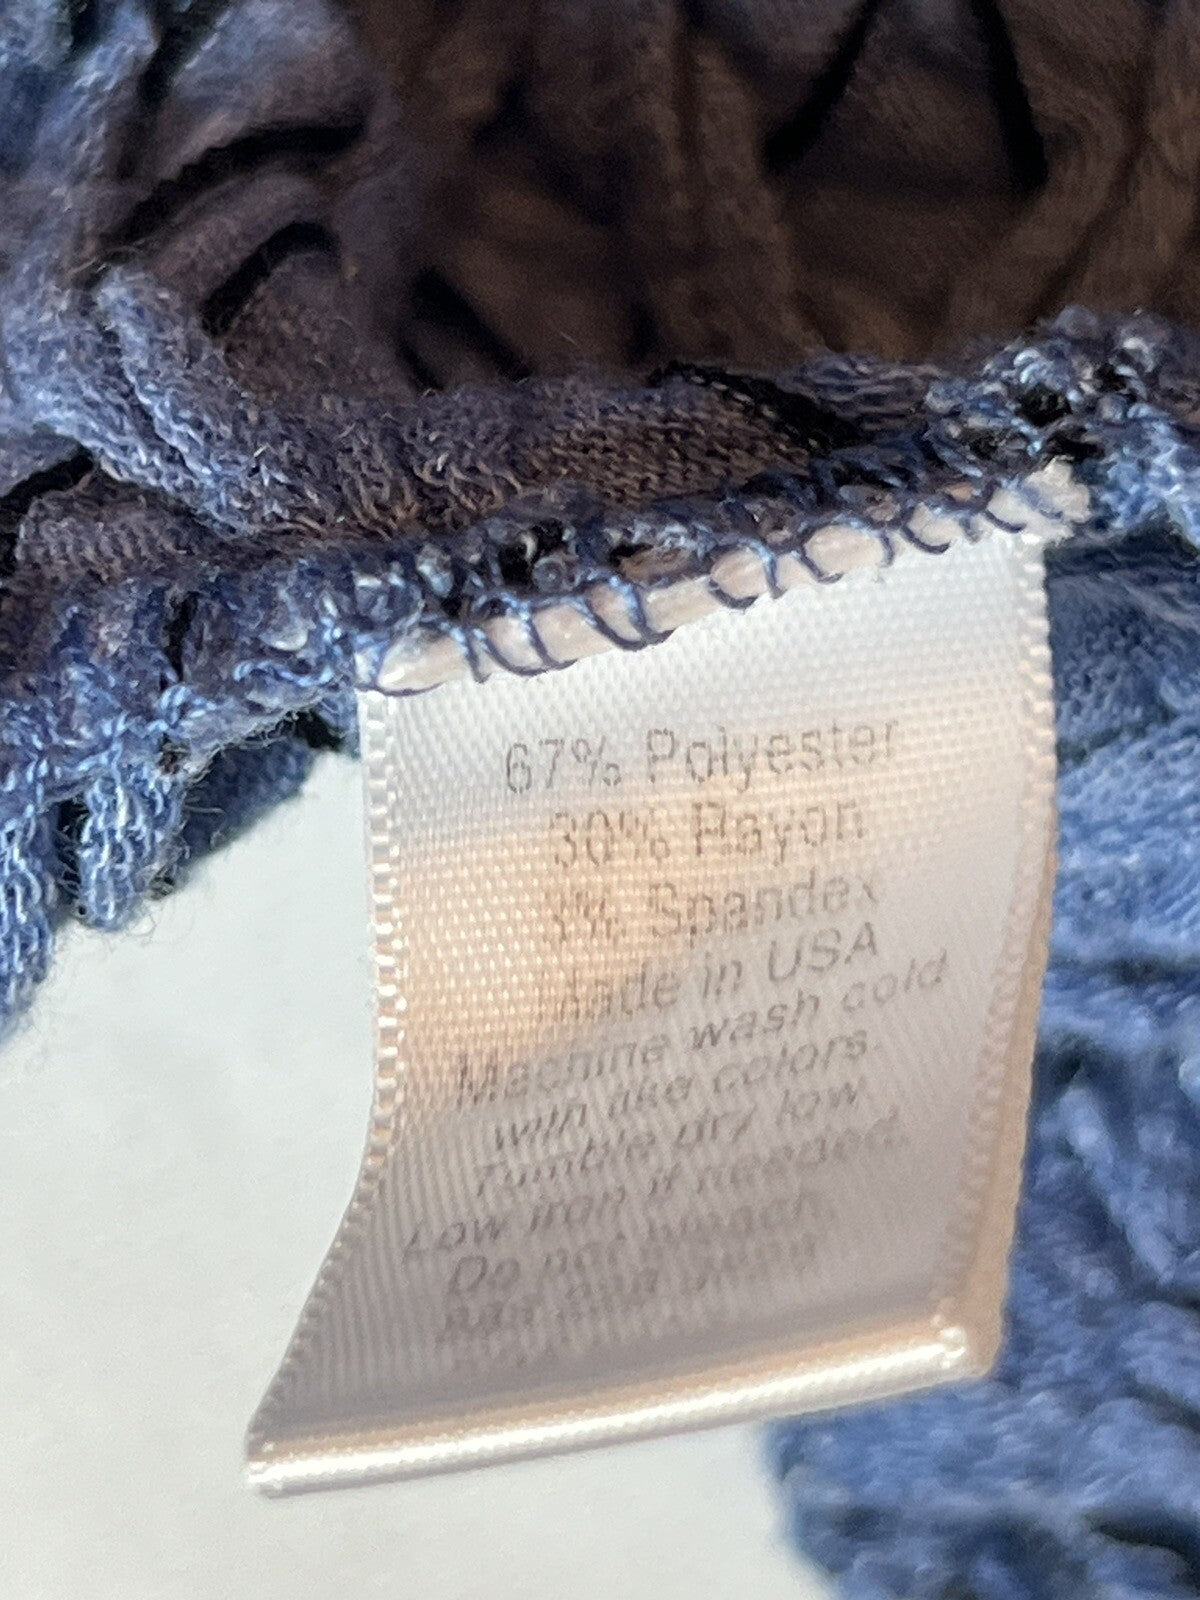 67% Polyester
30% Rayon
3% Spandex
Made in USA
Machine wash cold
with like colors.
Tumble dry low
Low iron if needed.
Do not bleach.